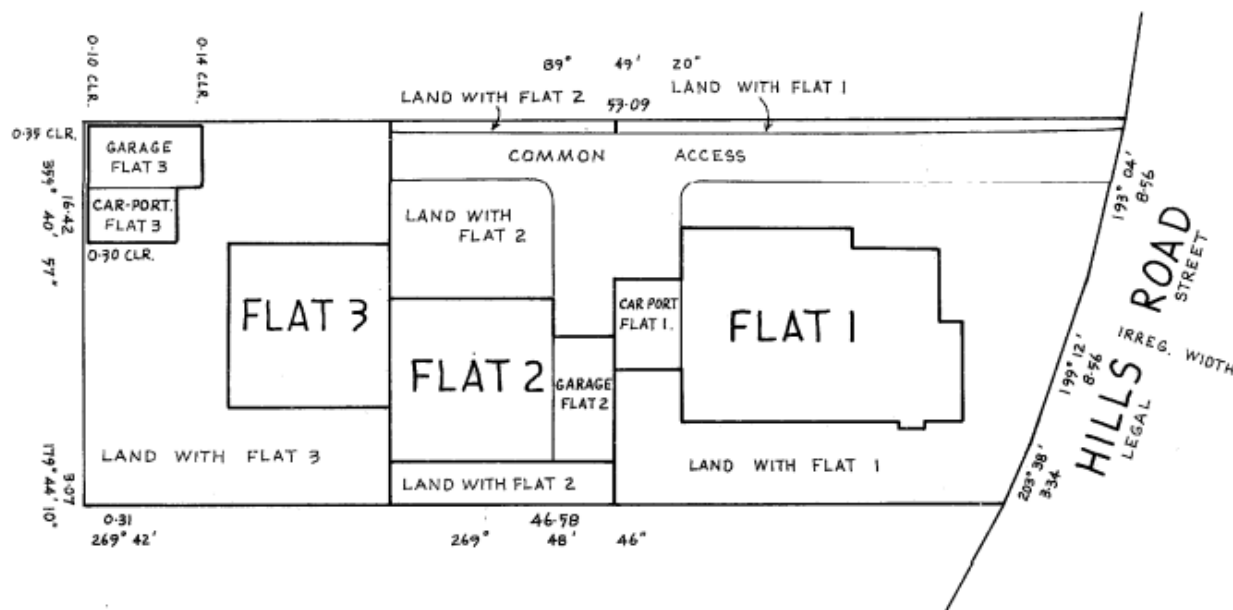 0·10 CLR.
0·14 CLR.
89° 49' 20"
LAND WITH FLAT 2
LAND WITH FLAT 1
53·09
0·35 CLR.
GARAGE
FLAT 3
COMMON ACCESS
CAR-PORT.
FLAT 3
359° 40' 57"
16·42
0·30 CLR.
LAND WITH
FLAT 2
193° 04'
8·56
HILLS ROAD
LEGAL STREET
IRREG. WIDTH
FLAT 3
CAR PORT
FLAT 1.
FLAT 1
FLAT 2
GARAGE
FLAT 2
199° 12'
8·56
LAND WITH FLAT 3
LAND WITH FLAT 2
LAND WITH FLAT 1
203° 38'
3·34
179° 44' 10"
3·07
0·31
269° 42'
46·58
269° 48' 46"